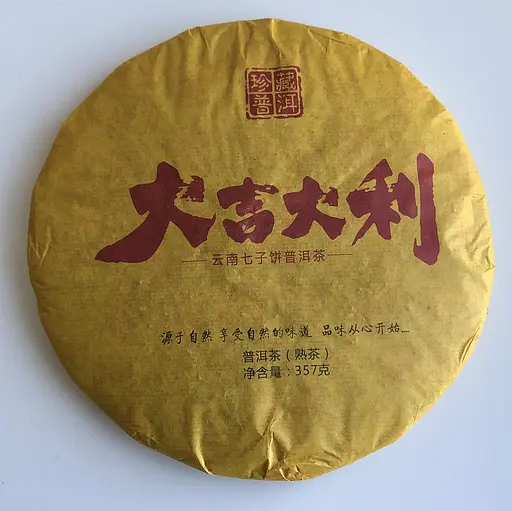 珍藏
普洱
大吉大利
云南七子饼普洱茶
源于自然 享受自然的味道 品味从心开始...
普洱茶（熟茶）
净含量：357克